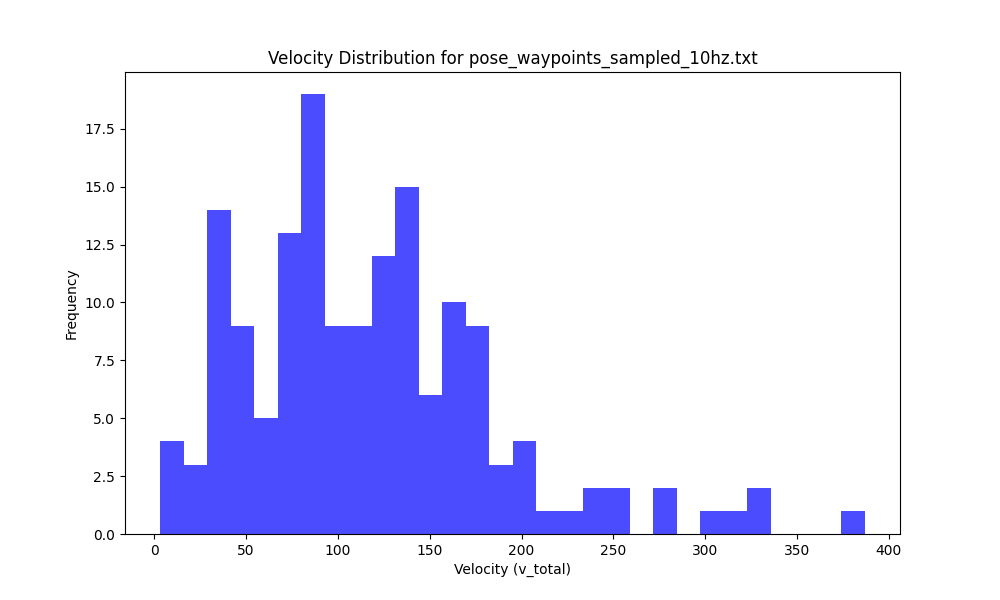 Velocity Distribution for pose_waypoints_sampled_10hz.txt
17.5
15.0
12.5
10.0
7.5
5.0
2.5
0.0
Frequency
0 50 100 150 200 250 300 350 400
Velocity (v_total)